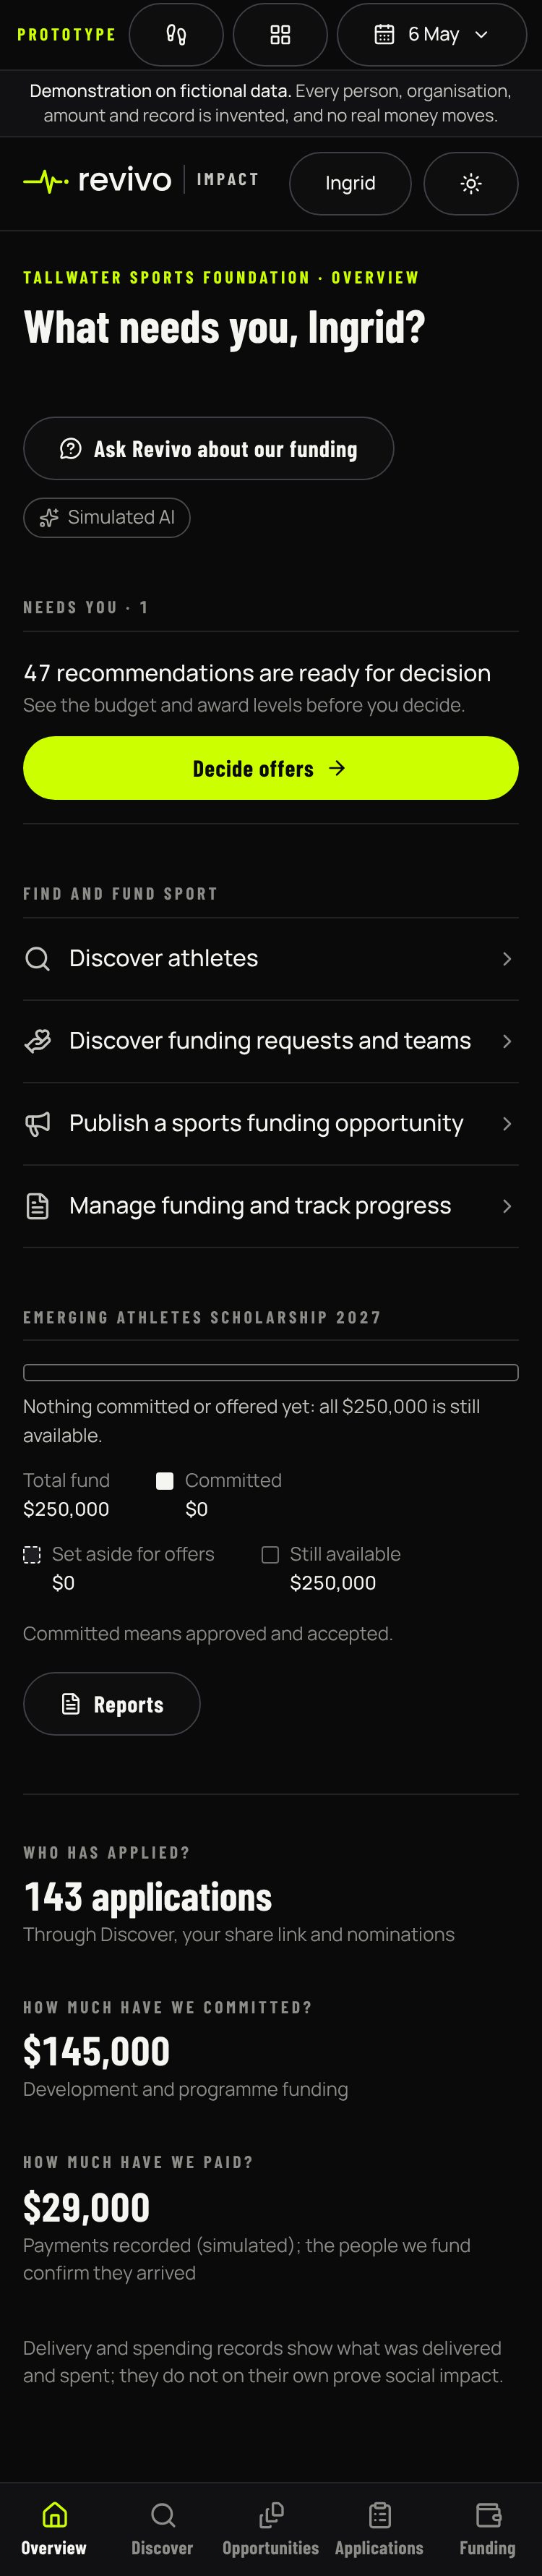 PROTOTYPE
6 May
Demonstration on fictional data. Every person, organisation,
amount and record is invented, and no real money moves.
revivo
IMPACT
Ingrid
TALLWATER SPORTS FOUNDATION · OVERVIEW
What needs you, Ingrid?
Ask Revivo about our funding
Simulated AI
NEEDS YOU · 1
47 recommendations are ready for decision
See the budget and award levels before you decide.
Decide offers
FIND AND FUND SPORT
Discover athletes
Discover funding requests and teams
Publish a sports funding opportunity
Manage funding and track progress
EMERGING ATHLETES SCHOLARSHIP 2027
Nothing committed or offered yet: all $250,000 is still
available.
Total fund
$250,000
Committed
$0
Set aside for offers
$0
Still available
$250,000
Committed means approved and accepted.
Reports
WHO HAS APPLIED?
143 applications
Through Discover, your share link and nominations
HOW MUCH HAVE WE COMMITTED?
$145,000
Development and programme funding
HOW MUCH HAVE WE PAID?
$29,000
Payments recorded (simulated); the people we fund
confirm they arrived
Delivery and spending records show what was delivered
and spent; they do not on their own prove social impact.
Overview
Discover
Opportunities
Applications
Funding